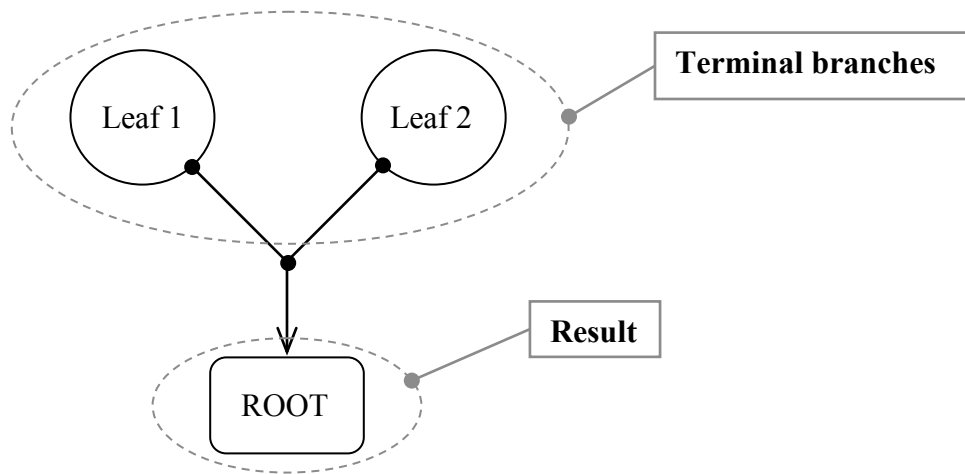 Terminal branches
Leaf 1
Leaf 2
Result
ROOT